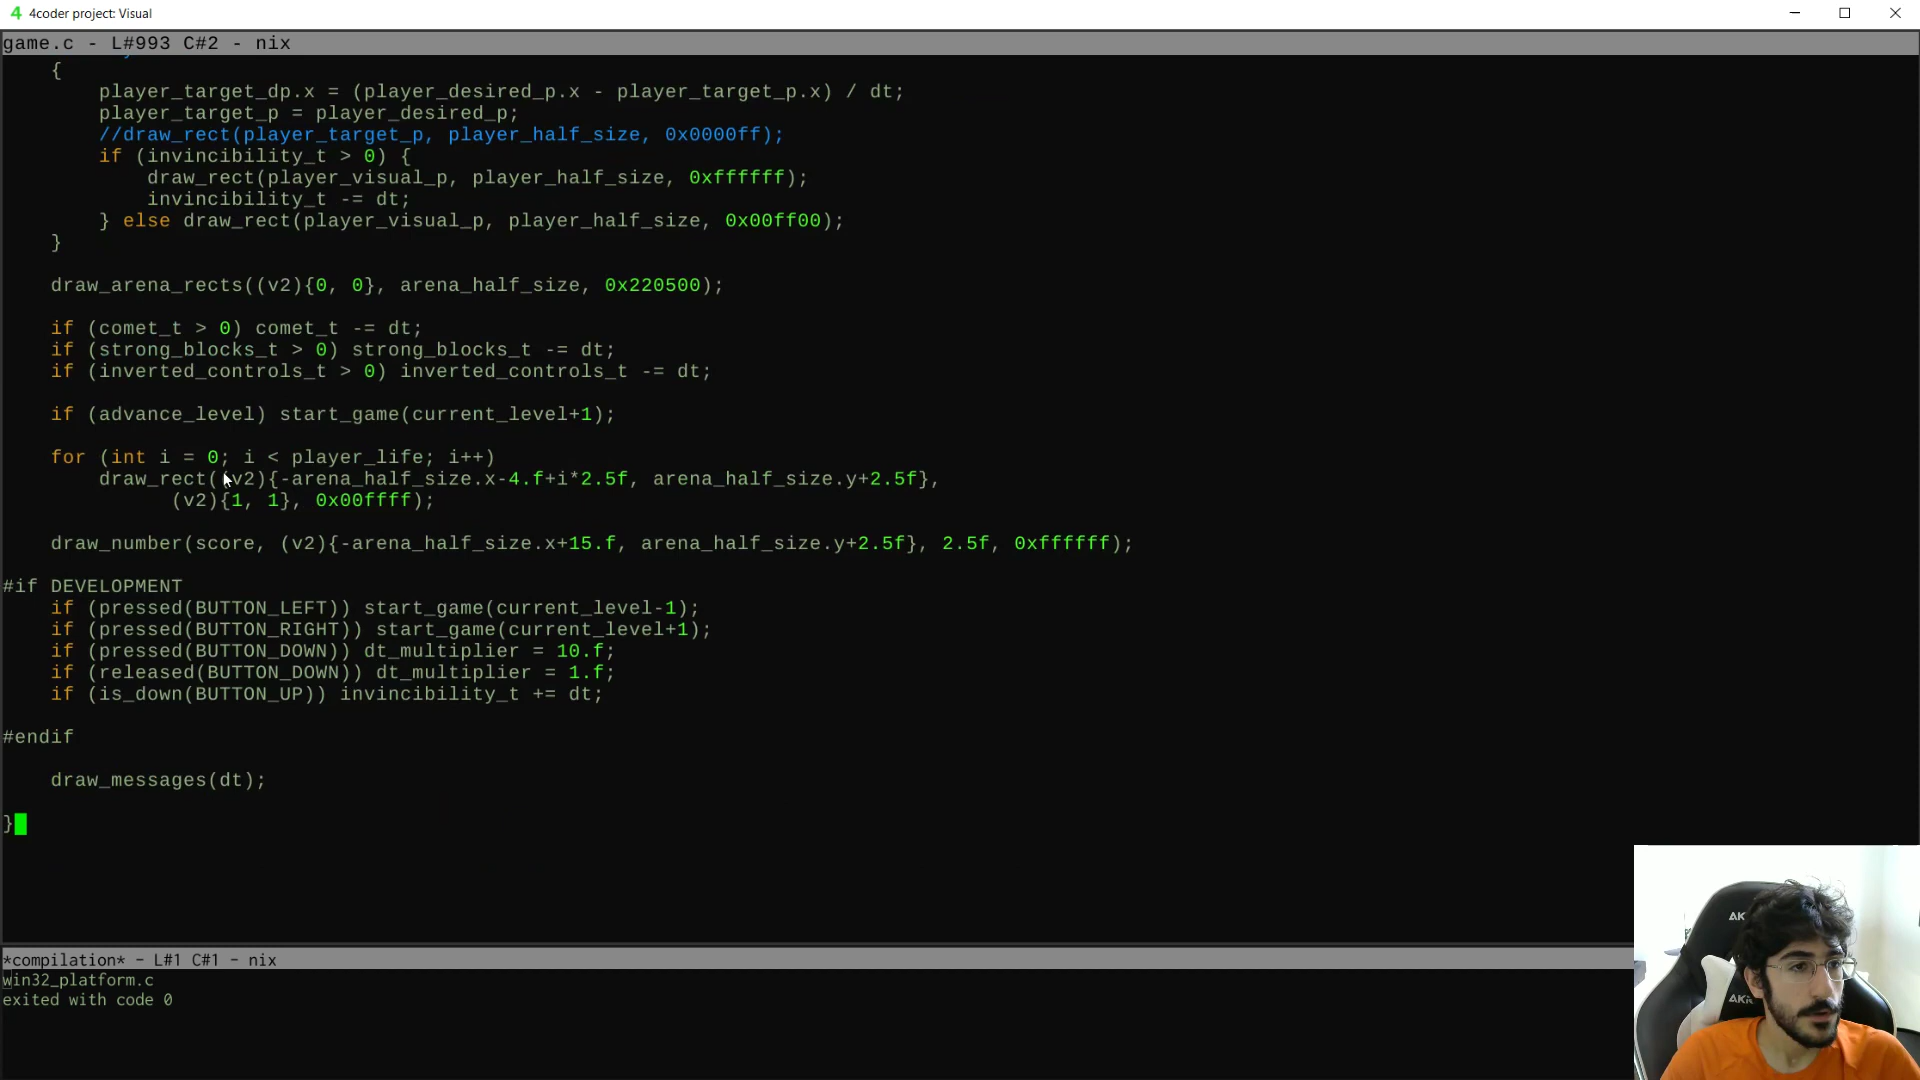 4 4coder project: Visual
game.c - L#993 C#2 - nix
    {
        player_target_dp.x = (player_desired_p.x - player_target_p.x) / dt;
        player_target_p = player_desired_p;
        //draw_rect(player_target_p, player_half_size, 0x0000ff);
        if (invincibility_t > 0) {
            draw_rect(player_visual_p, player_half_size, 0xffffff);
            invincibility_t -= dt;
        } else draw_rect(player_visual_p, player_half_size, 0x00ff00);
    }
    draw_arena_rects((v2){0, 0}, arena_half_size, 0x220500);
    if (comet_t > 0) comet_t -= dt;
    if (strong_blocks_t > 0) strong_blocks_t -= dt;
    if (inverted_controls_t > 0) inverted_controls_t -= dt;
    if (advance_level) start_game(current_level+1);
    for (int i = 0; i < player_life; i++)
        draw_rect((v2){-arena_half_size.x-4.f+i*2.5f, arena_half_size.y+2.5f},
              (v2){1, 1}, 0x00ffff);
    draw_number(score, (v2){-arena_half_size.x+15.f, arena_half_size.y+2.5f}, 2.5f, 0xffffff);
#if DEVELOPMENT
    if (pressed(BUTTON_LEFT)) start_game(current_level-1);
    if (pressed(BUTTON_RIGHT)) start_game(current_level+1);
    if (pressed(BUTTON_DOWN)) dt_multiplier = 10.f;
    if (released(BUTTON_DOWN)) dt_multiplier = 1.f;
    if (is_down(BUTTON_UP)) invincibility_t += dt;
#endif
    draw_messages(dt);
}
*compilation* - L#1 C#1 - nix
win32_platform.c
exited with code 0